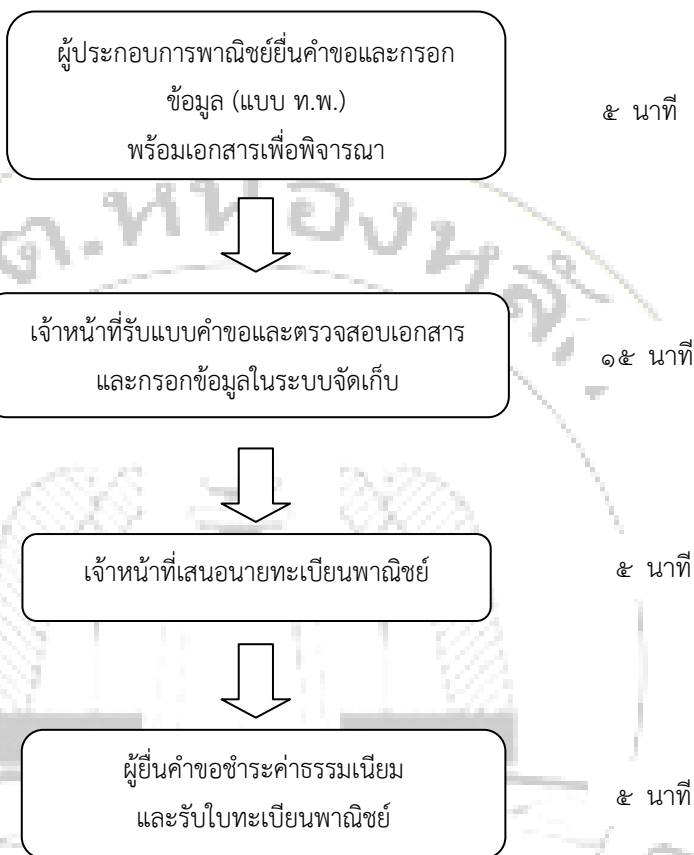 ผู้ประกอบการพาณิชย์ยื่นคำขอและกรอก
ข้อมูล (แบบ ท.พ.)
พร้อมเอกสารเพื่อพิจารณา
๕ นาที
เจ้าหน้าที่รับแบบคำขอและตรวจสอบเอกสาร
และกรอกข้อมูลในระบบจัดเก็บ
๑๕ นาที
เจ้าหน้าที่เสนอนายทะเบียนพาณิชย์
๕ นาที
ผู้ยื่นคำขอชำระค่าธรรมเนียม
และรับใบทะเบียนพาณิชย์
๕ นาที